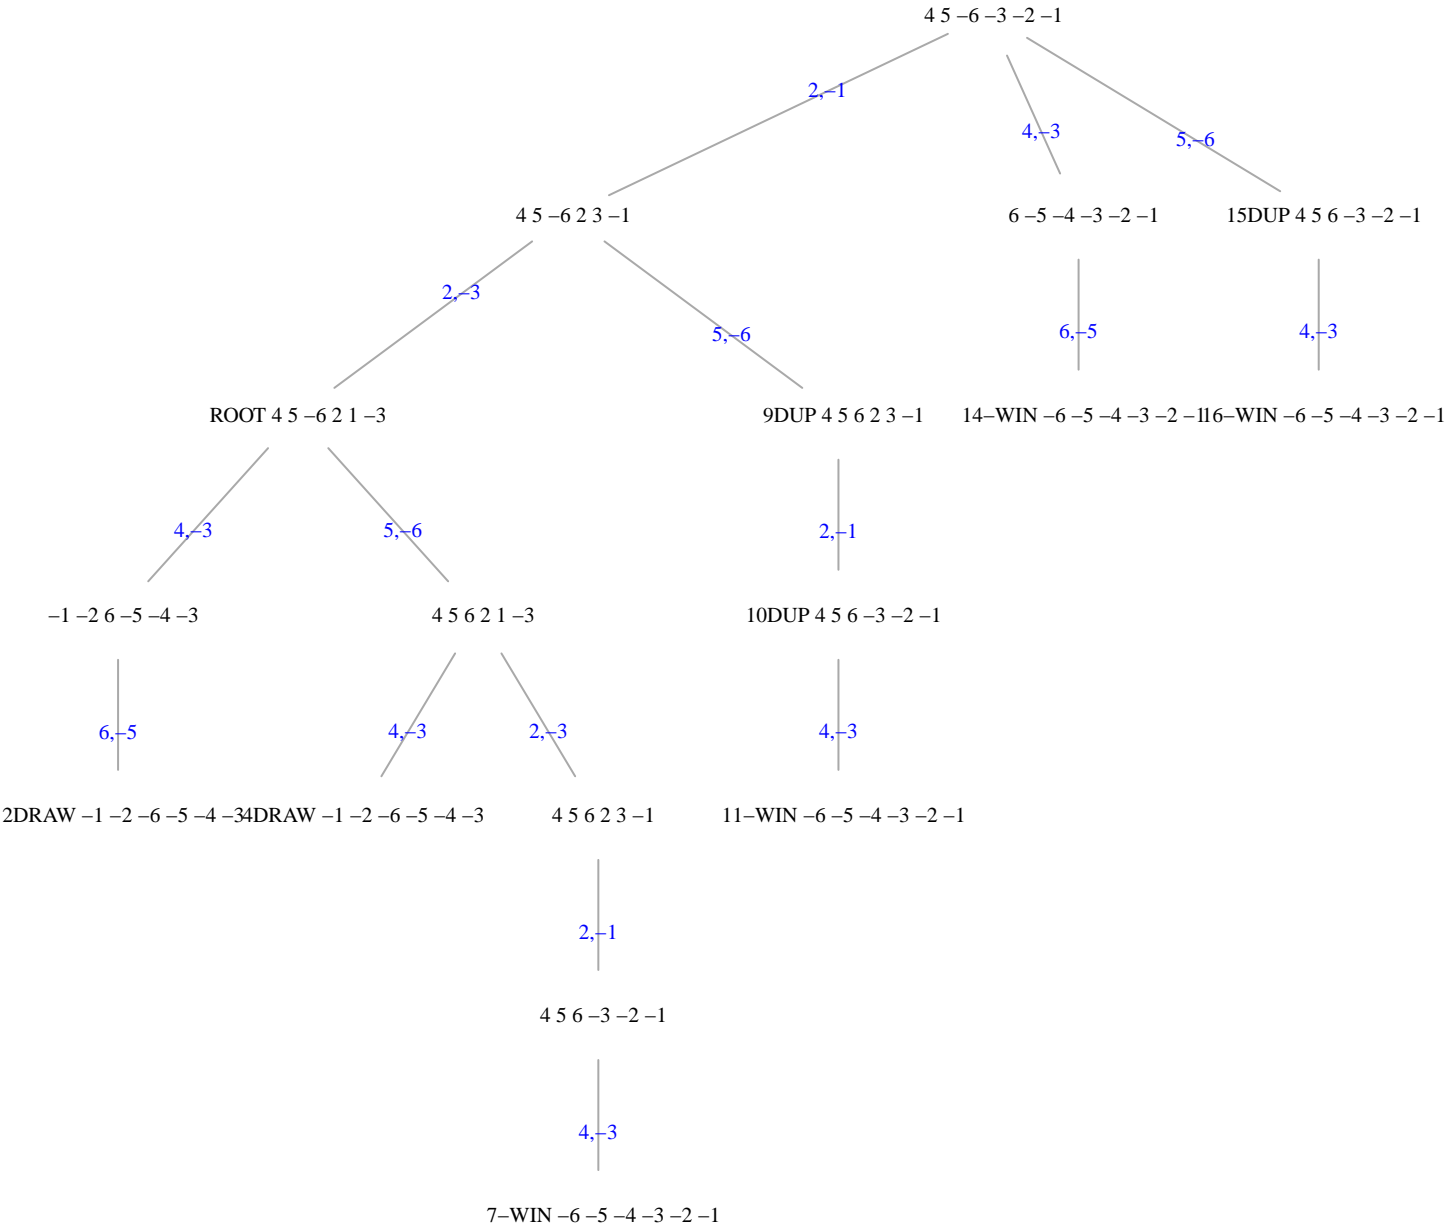 4 5 –6 –3 –2 –1
2,–1
4,–3
5,–6
4 5 –6 2 3 –1
6 –5 –4 –3 –2 –1
15DUP 4 5 6 –3 –2 –1
2,–3
5,–6
6,–5
4,–3
ROOT 4 5 –6 2 1 –3
9DUP 4 5 6 2 3 –1
14–WIN –6 –5 –4 –3 –2 –1
16–WIN –6 –5 –4 –3 –2 –1
4,–3
5,–6
2,–1
–1 –2 6 –5 –4 –3
4 5 6 2 1 –3
10DUP 4 5 6 –3 –2 –1
6,–5
4,–3
2,–3
4,–3
2DRAW –1 –2 –6 –5 –4 –3
4DRAW –1 –2 –6 –5 –4 –3
4 5 6 2 3 –1
11–WIN –6 –5 –4 –3 –2 –1
2,–1
4 5 6 –3 –2 –1
4,–3
7–WIN –6 –5 –4 –3 –2 –1